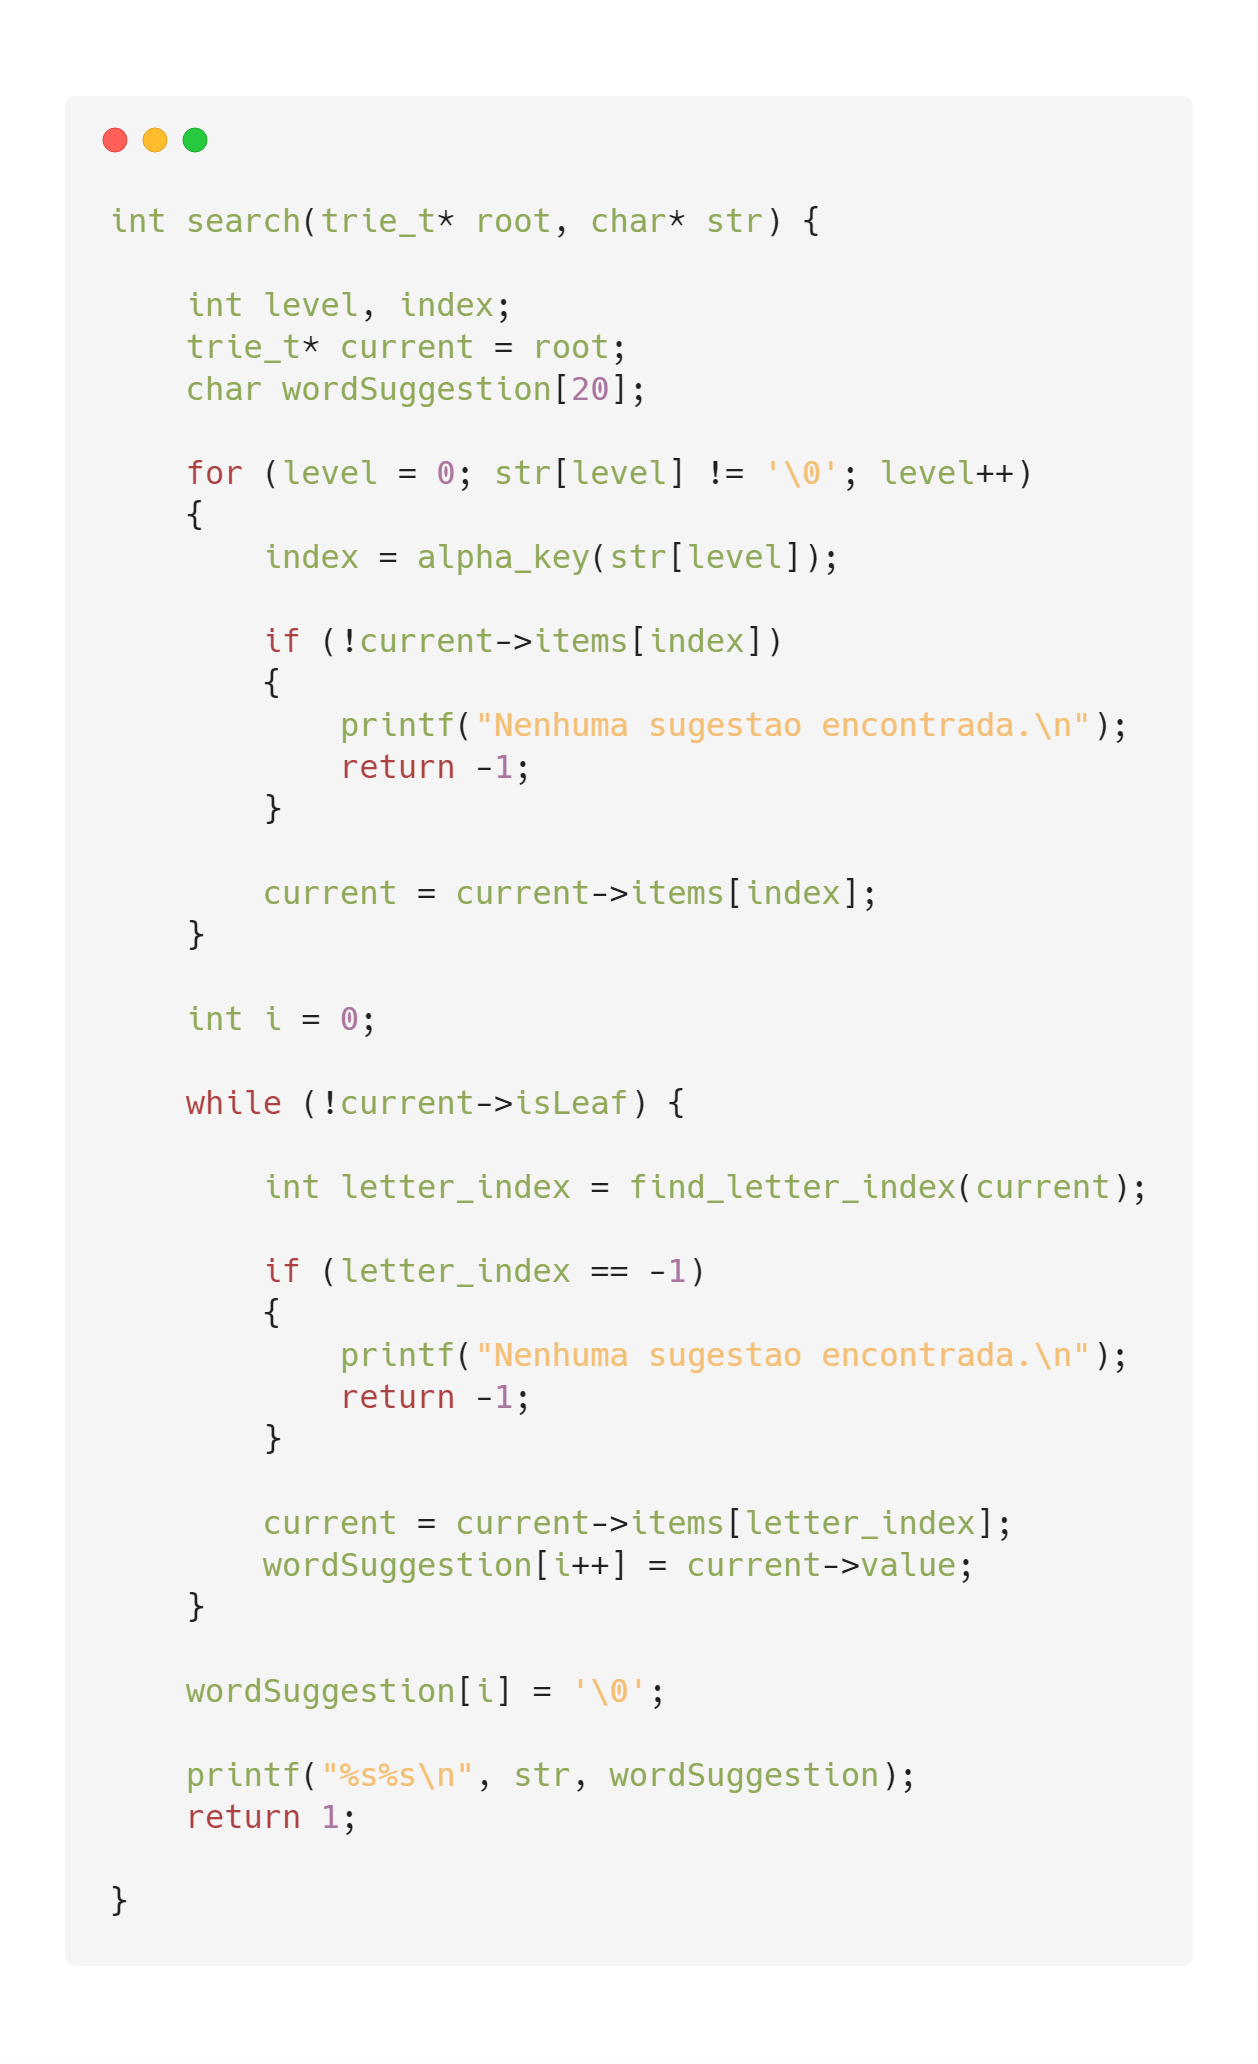 int search(trie_t* root, char* str) {
    int level, index;
    trie_t* current = root;
    char wordSuggestion[20];
    for (level = 0; str[level] != '\0'; level++)
    {
        index = alpha_key(str[level]);
        if (!current->items[index])
        {
            printf("Nenhuma sugestao encontrada.\n");
            return -1;
        }
        current = current->items[index];
    }
    int i = 0;
    while (!current->isLeaf) {
        int letter_index = find_letter_index(current);
        if (letter_index == -1)
        {
            printf("Nenhuma sugestao encontrada.\n");
            return -1;
        }
        current = current->items[letter_index];
        wordSuggestion[i++] = current->value;
    }
    wordSuggestion[i] = '\0';
    printf("%s%s\n", str, wordSuggestion);
    return 1;
}